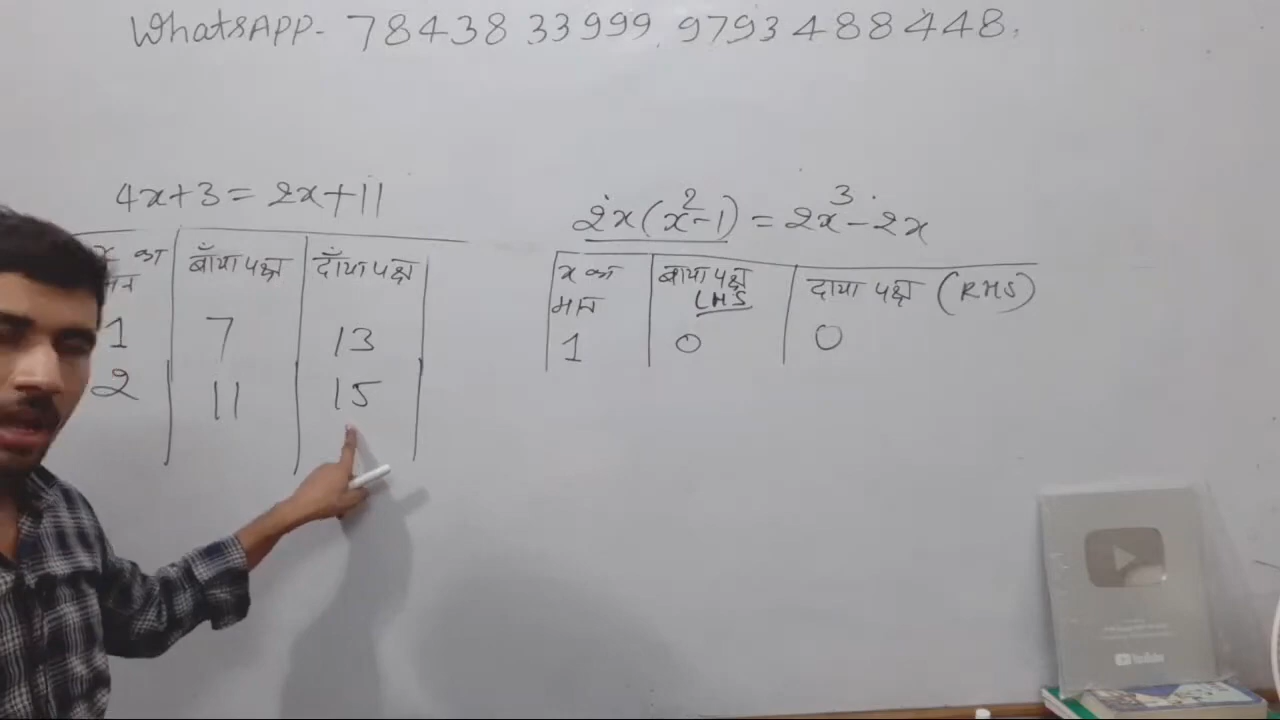 WhatsAPP- 7843833999, 9793488448,
4x+3 = 2x+11
2x(x²-1) = 2x³-2x
x का मान | बाँया पक्ष | दाँया पक्ष
1 | 7 | 13
2 | 11 | 15
x का मान | बाया पक्ष LHS | दाया पक्ष (RHS)
1 | 0 | 0
YouTube